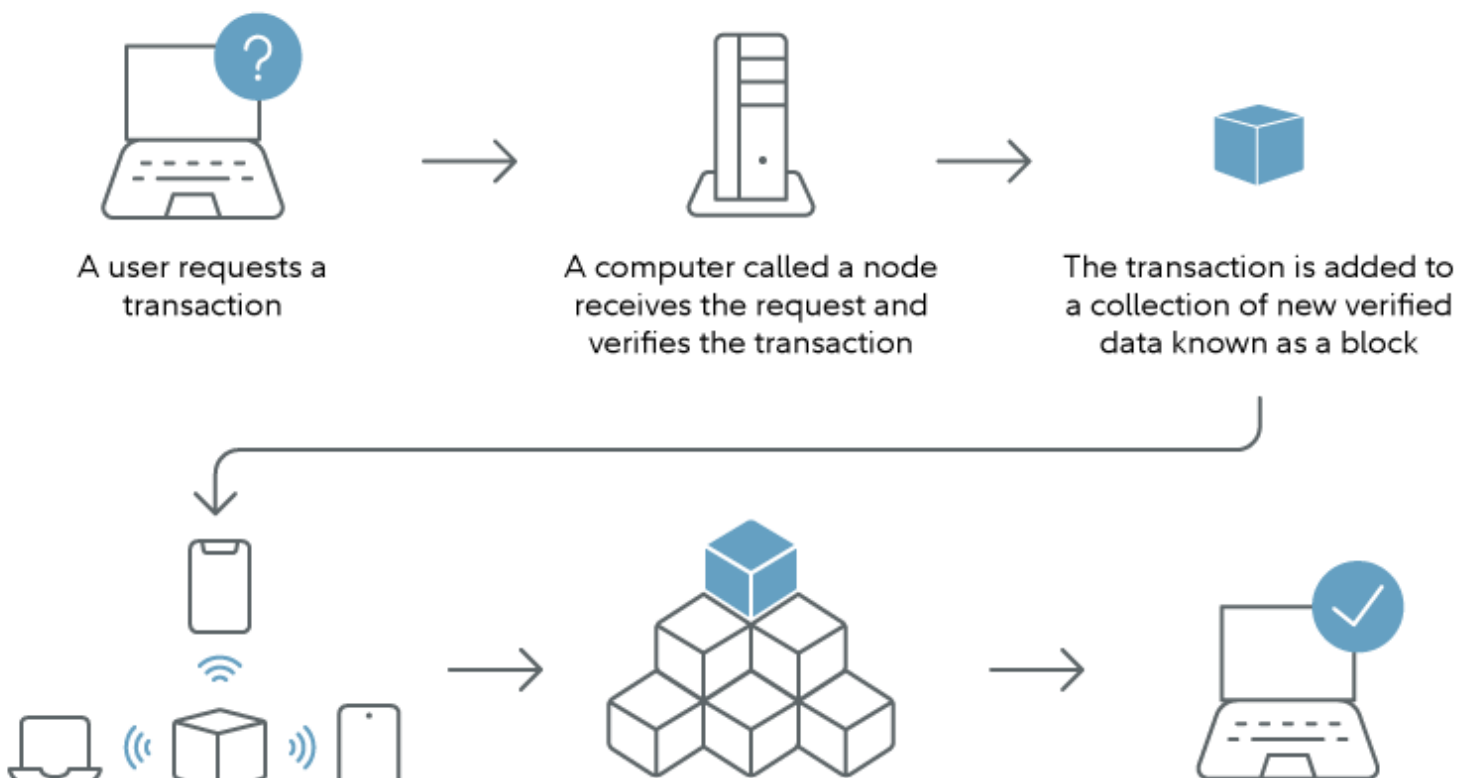 A user requests a
transaction
A computer called a node
receives the request and
verifies the transaction
The transaction is added to
a collection of new verified
data known as a block